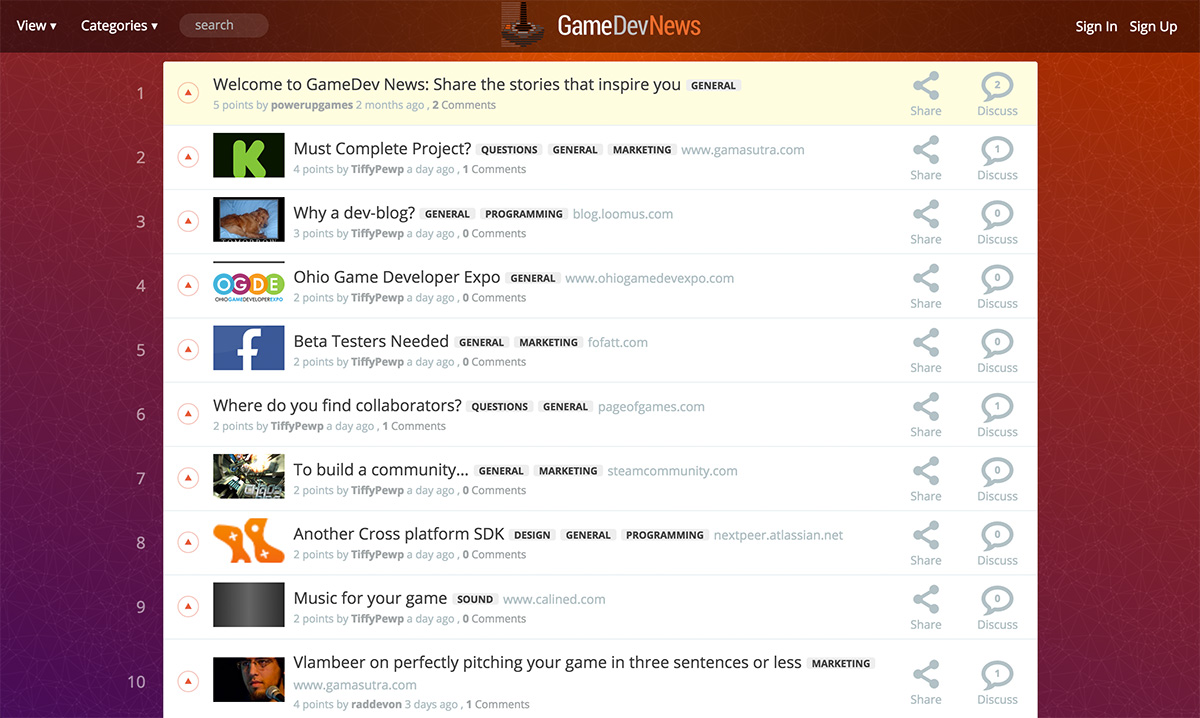 View ▾ Categories ▾ search GameDevNews Sign In Sign Up
1 Welcome to GameDev News: Share the stories that inspire you GENERAL 2
5 points by powerupgames 2 months ago , 2 Comments Share Discuss
2 Must Complete Project? QUESTIONS GENERAL MARKETING www.gamasutra.com 1
4 points by TiffyPewp a day ago , 1 Comments Share Discuss
3 Why a dev-blog? GENERAL PROGRAMMING blog.loomus.com 0
3 points by TiffyPewp a day ago , 0 Comments Share Discuss
4 OGDE Ohio Game Developer Expo GENERAL www.ohiogamedevexpo.com 0
OHIOGAMEDEVELOPEREXPO 2 points by TiffyPewp a day ago , 0 Comments Share Discuss
5 f Beta Testers Needed GENERAL MARKETING fofatt.com 0
2 points by TiffyPewp a day ago , 0 Comments Share Discuss
6 Where do you find collaborators? QUESTIONS GENERAL pageofgames.com 1
2 points by TiffyPewp a day ago , 1 Comments Share Discuss
7 To build a community... GENERAL MARKETING steamcommunity.com 0
2 points by TiffyPewp a day ago , 0 Comments Share Discuss
8 Another Cross platform SDK DESIGN GENERAL PROGRAMMING nextpeer.atlassian.net 0
2 points by TiffyPewp a day ago , 0 Comments Share Discuss
9 Music for your game SOUND www.calined.com 0
2 points by TiffyPewp a day ago , 0 Comments Share Discuss
10 Vlambeer on perfectly pitching your game in three sentences or less MARKETING 1
www.gamasutra.com
4 points by raddevon 3 days ago , 1 Comments Share Discuss